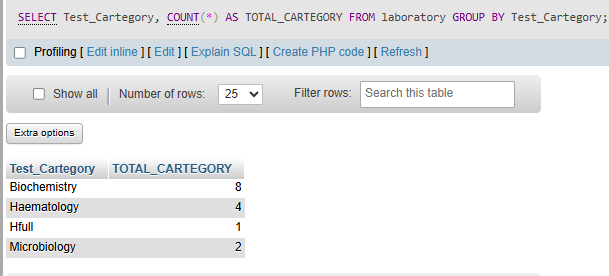 SELECT Test_Cartegory, COUNT(*) AS TOTAL_CARTEGORY FROM laboratory GROUP BY Test_Cartegory;
Profiling [ Edit inline ] [ Edit ] [ Explain SQL ] [ Create PHP code ] [ Refresh ]
Show all Number of rows: 25 Filter rows: Search this table
Extra options
Test_Cartegory TOTAL_CARTEGORY
Biochemistry 8
Haematology 4
Hfull 1
Microbiology 2